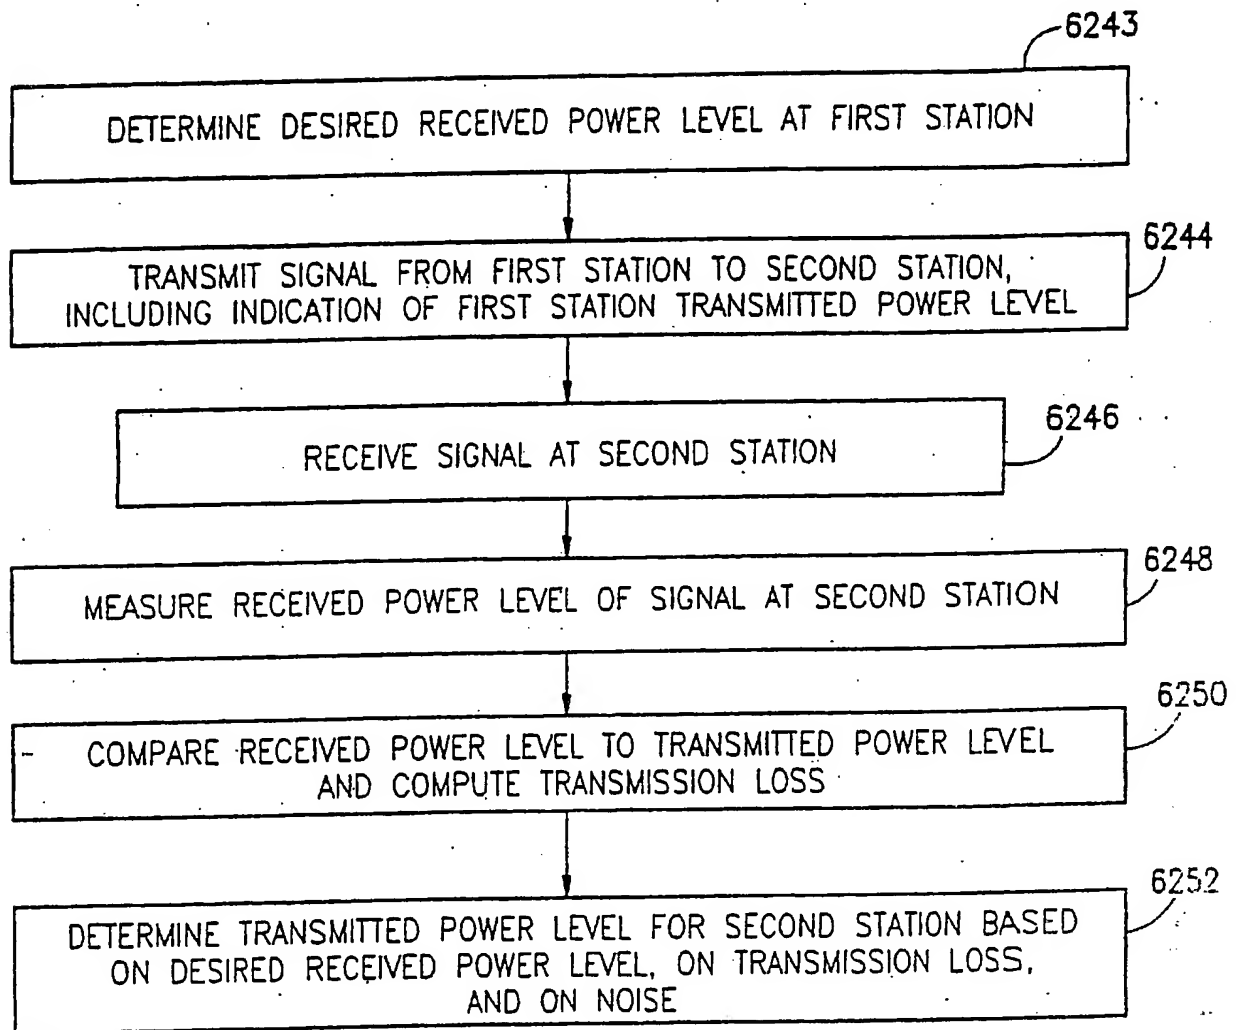 6243
DETERMINE DESIRED RECEIVED POWER LEVEL AT FIRST STATION
6244
TRANSMIT SIGNAL FROM FIRST STATION TO SECOND STATION,
INCLUDING INDICATION OF FIRST STATION TRANSMITTED POWER LEVEL
6246
RECEIVE SIGNAL AT SECOND STATION
6248
MEASURE RECEIVED POWER LEVEL OF SIGNAL AT SECOND STATION
6250
COMPARE RECEIVED POWER LEVEL TO TRANSMITTED POWER LEVEL
AND COMPUTE TRANSMISSION LOSS
6252
DETERMINE TRANSMITTED POWER LEVEL FOR SECOND STATION BASED
ON DESIRED RECEIVED POWER LEVEL, ON TRANSMISSION LOSS,
AND ON NOISE